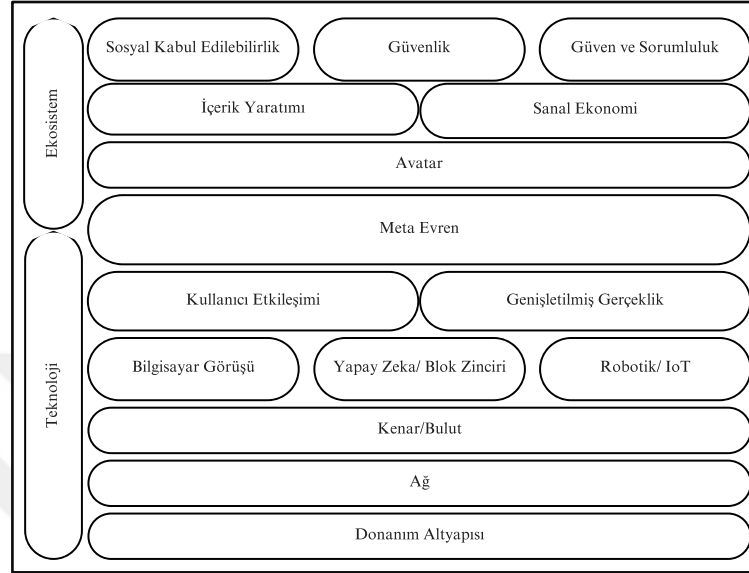 Ekosistem
Sosyal Kabul Edilebilirlik
Güvenlik
Güven ve Sorumluluk
İçerik Yaratımı
Sanal Ekonomi
Avatar
Meta Evren
Teknoloji
Kullanıcı Etkileşimi
Genişletilmiş Gerçeklik
Bilgisayar Görüşü
Yapay Zeka/ Blok Zinciri
Robotik/ IoT
Kenar/Bulut
Ağ
Donanım Altyapısı